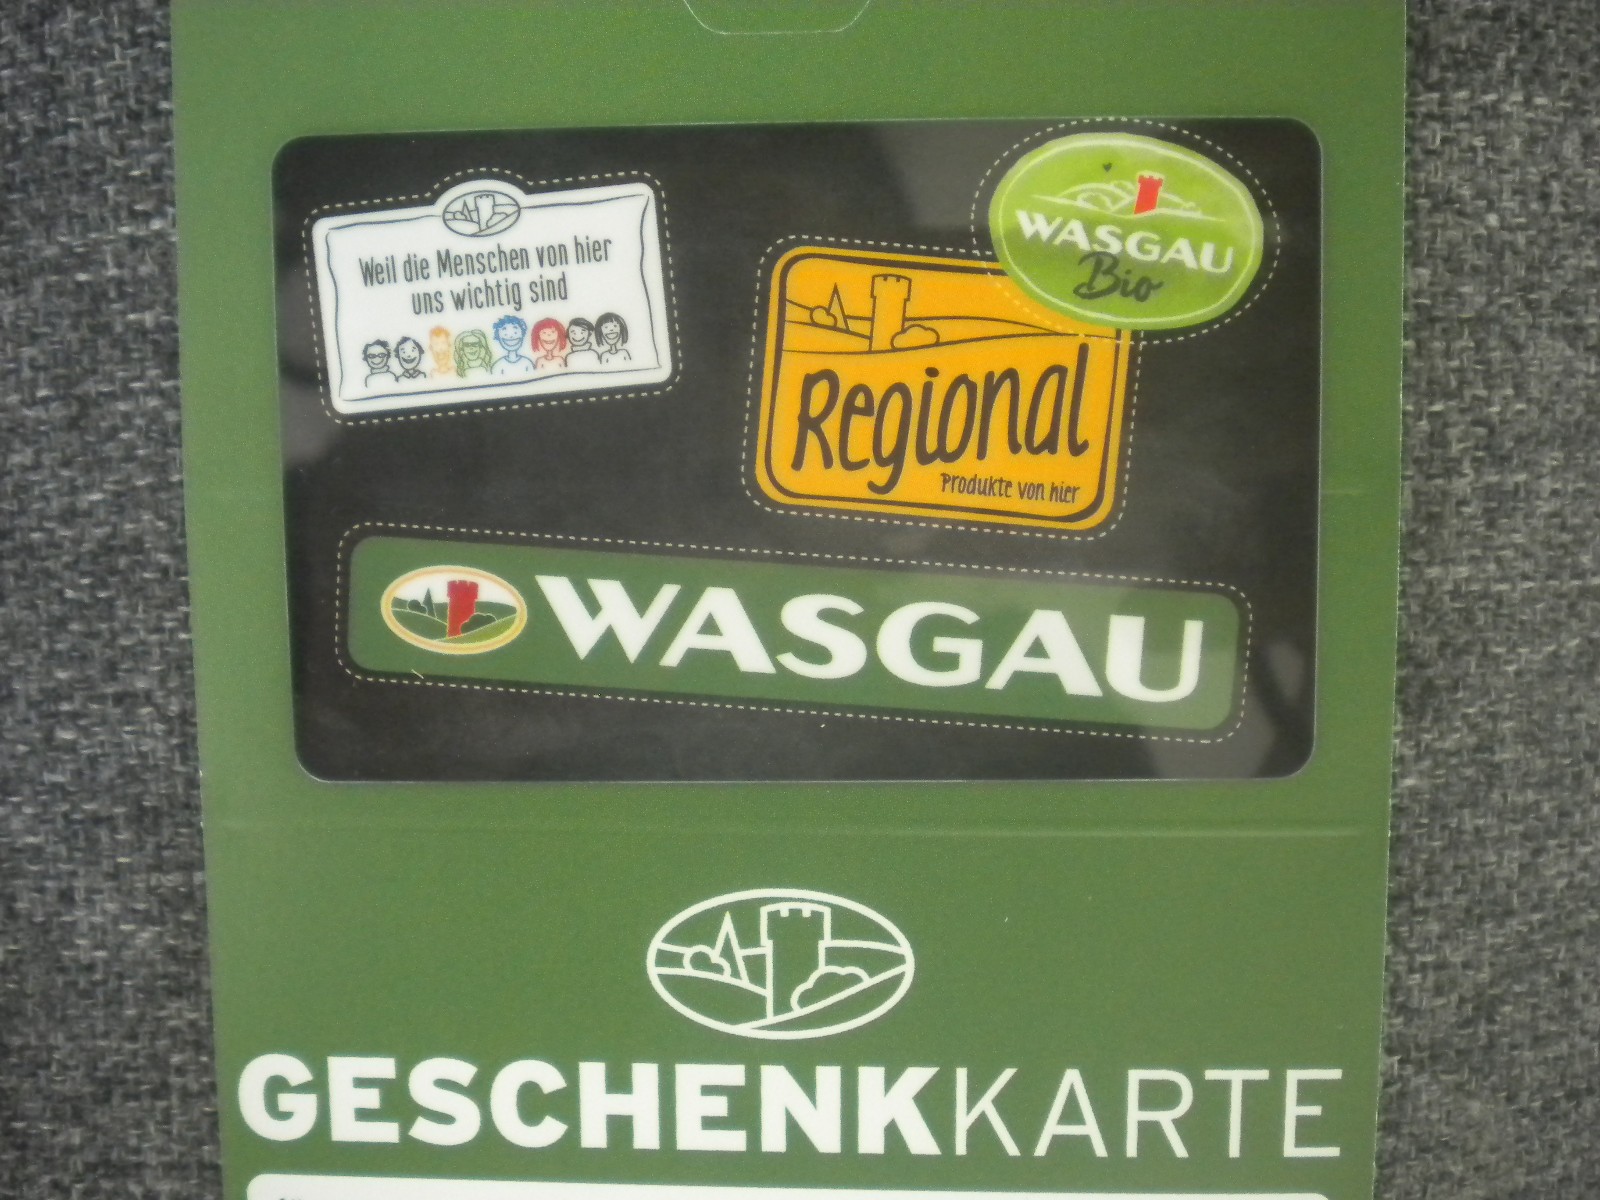 Weil die Menschen von hier
uns wichtig sind
WASGAU
Bio
Regional
Produkte von hier
WASGAU
GESCHENKKARTE